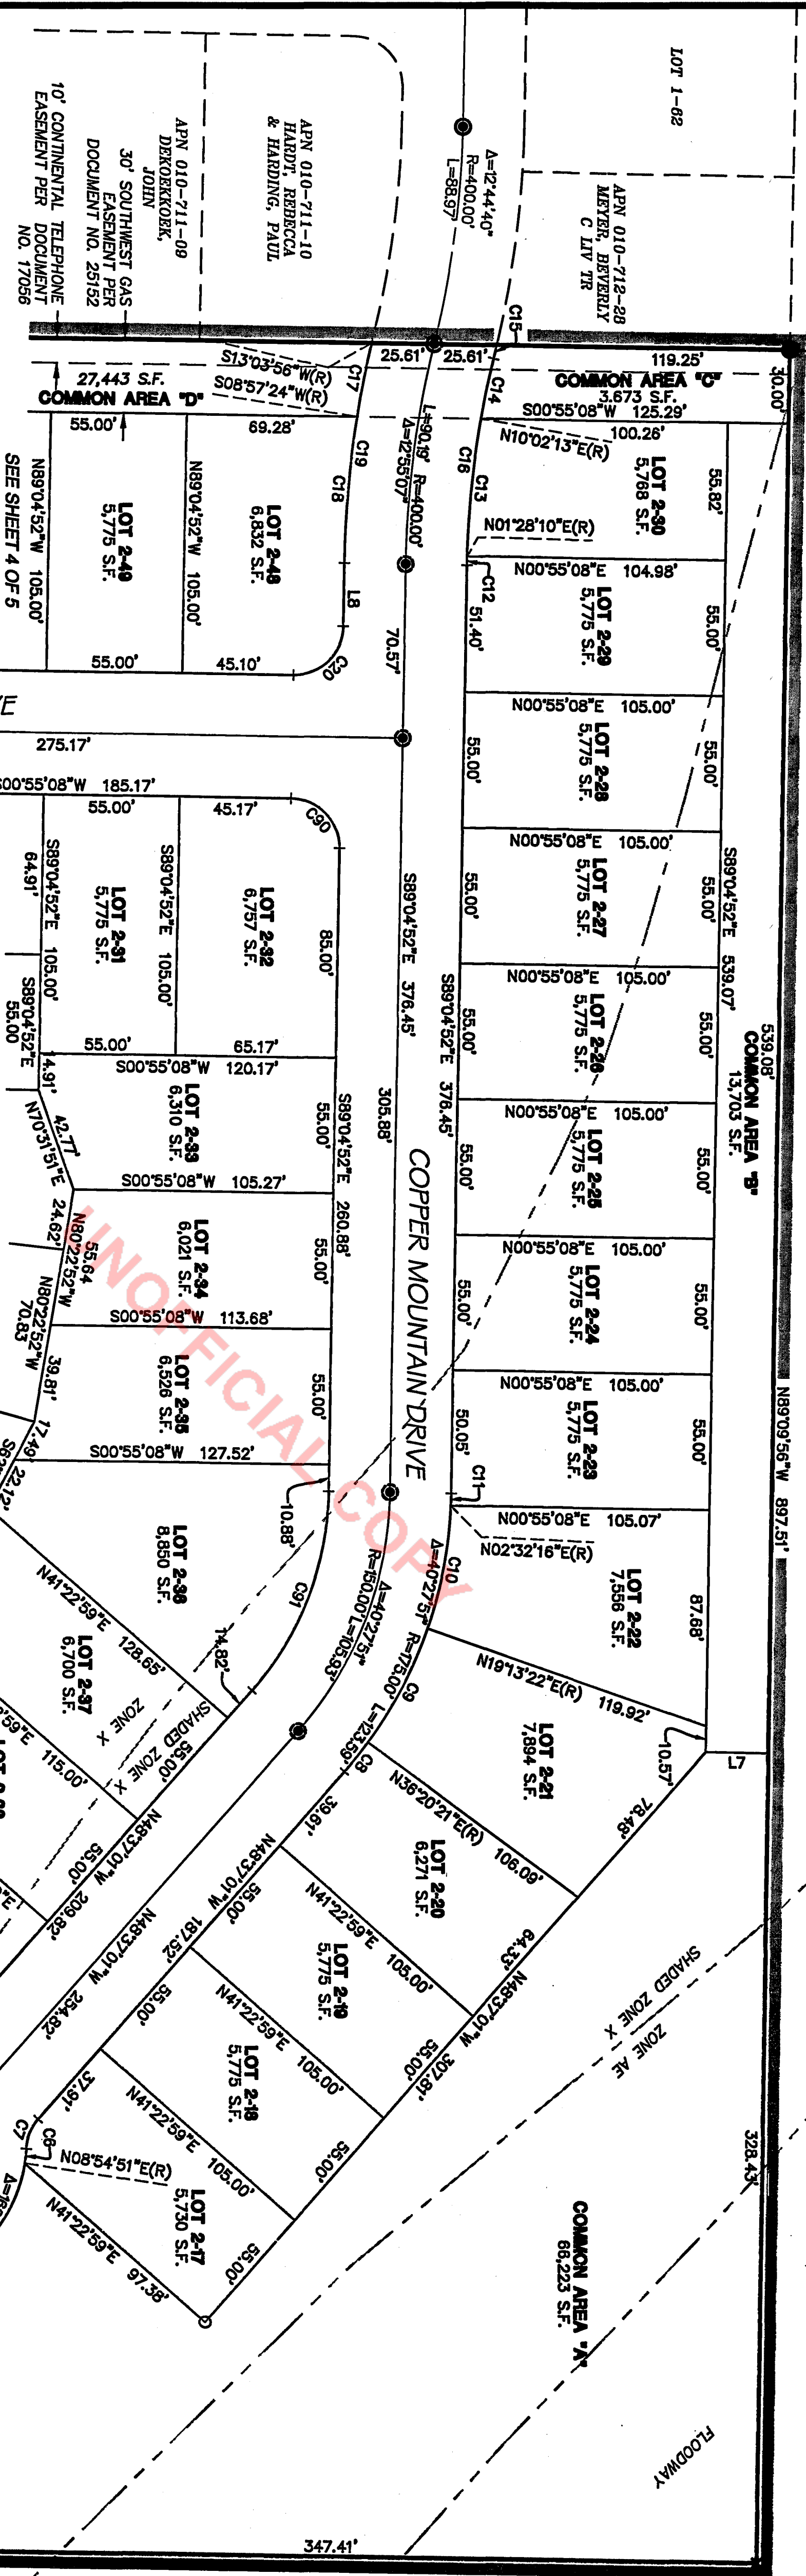 LOT 1-62
APN 010-712-28
MEYER, BEVERLY
C LIV TR
Δ=12°44'40"
R=400.00'
L=88.97'
APN 010-711-10
HARDT, REBECCA
& HARDING, PAUL
APN 010-711-09
DEKOEKKOEK,
JOHN
30' SOUTHWEST GAS
EASEMENT PER
DOCUMENT NO. 25152
10' CONTINENTAL TELEPHONE
EASEMENT PER DOCUMENT
NO. 17056
C15
30.00'
119.25'
COMMON AREA "C"
3.673 S.F.
S00°55'08"W 125.29'
100.26'
N10°02'13"E(R)
C14
25.61'
25.61'
C17
S13°03'56"W(R)
S08°57'24"W(R)
27,443 S.F.
COMMON AREA "D"
55.00'
69.28'
C16
C13
C19
C18
L=90.19' R=400.00'
Δ=12°55'07"
55.82'
LOT 2-30
5,768 S.F.
N01°28'10"E(R)
N00°55'08"E 104.98'
C12
51.40'
55.00'
LOT 2-29
5,775 S.F.
N00°55'08"E 105.00'
LOT 2-48
6,832 S.F.
N89°04'52"W 105.00'
LOT 2-49
5,775 S.F.
N89°04'52"W 105.00'
SEE SHEET 4 OF 5
L8
C20
55.00'
45.10'
70.57'
VE
275.17'
S00°55'08"W 185.17'
55.00'
45.17'
C90
55.00'
LOT 2-28
5,775 S.F.
55.00'
N00°55'08"E 105.00'
S89°04'52"E 539.07'
55.00'
LOT 2-27
5,775 S.F.
55.00'
N00°55'08"E 105.00'
539.08'
COMMON AREA "B"
13,703 S.F.
55.00'
LOT 2-26
5,775 S.F.
55.00'
N00°55'08"E 105.00'
S89°04'52"E 376.45'
S89°04'52"E 376.45'
55.00'
LOT 2-25
5,775 S.F.
55.00'
N00°55'08"E 105.00'
55.00'
LOT 2-24
5,775 S.F.
55.00'
N00°55'08"E 105.00'
55.00'
LOT 2-23
5,775 S.F.
50.05'
C11
N00°55'08"E 105.07'
N02°32'16"E(R)
N89°09'56"W 897.51'
305.88'
COPPER MOUNTAIN DRIVE
85.00'
LOT 2-32
6,757 S.F.
S89°04'52"E 105.00'
LOT 2-31
5,775 S.F.
S89°04'52"E 105.00'
64.91'
S89°04'52"E
55.00
55.00'
65.17'
S00°55'08"W 120.17'
14.91'
55.00'
S89°04'52"E 260.88'
LOT 2-33
6,310 S.F.
42.77'
N70°31'51"E
24.62'
S00°55'08"W 105.27'
55.00'
LOT 2-34
6,021 S.F.
55.64
N80°22'52"W
S00°55'08"W 113.68'
N80°22'52"W
70.83
39.81'
55.00'
LOT 2-35
6,526 S.F.
17.49'
22.12'
S00°55'08"W 127.52'
10.88'
LOT 2-36
8,850 S.F.
C91
N41°22'59"E 128.65'
14.82'
LOT 2-37
6,700 S.F.
ZONE X
SHADED ZONE X
115.00'
55.00'
55.00'
N48°37'01"W 209.82'
Δ=40°27'51"
R=150.00' L=105.93'
C10
Δ=40°27'51" R=175.00' L=123.59'
C9
C8
87.68'
LOT 2-22
7,556 S.F.
N19°13'22"E(R) 119.92'
10.57'
L7
LOT 2-21
7,894 S.F.
78.48'
N36°20'21"E(R) 106.09'
39.61'
LOT 2-20
6,271 S.F.
64.33'
N41°22'59"E 105.00'
N48°37'01"W 187.52'
55.00'
LOT 2-19
5,775 S.F.
55.00'
N48°37'01"W 307.81'
N41°22'59"E 105.00'
N48°37'01"W 254.82'
55.00'
LOT 2-18
5,775 S.F.
55.00'
N41°22'59"E 105.00'
37.91'
C6
C7
N08°54'51"E(R)
LOT 2-17
5,730 S.F.
55.00'
N41°22'59"E 97.38'
SHADED ZONE X
ZONE AE
328.43'
COMMON AREA "A"
66,223 S.F.
FLOODWAY
347.41'
UNOFFICIAL COPY